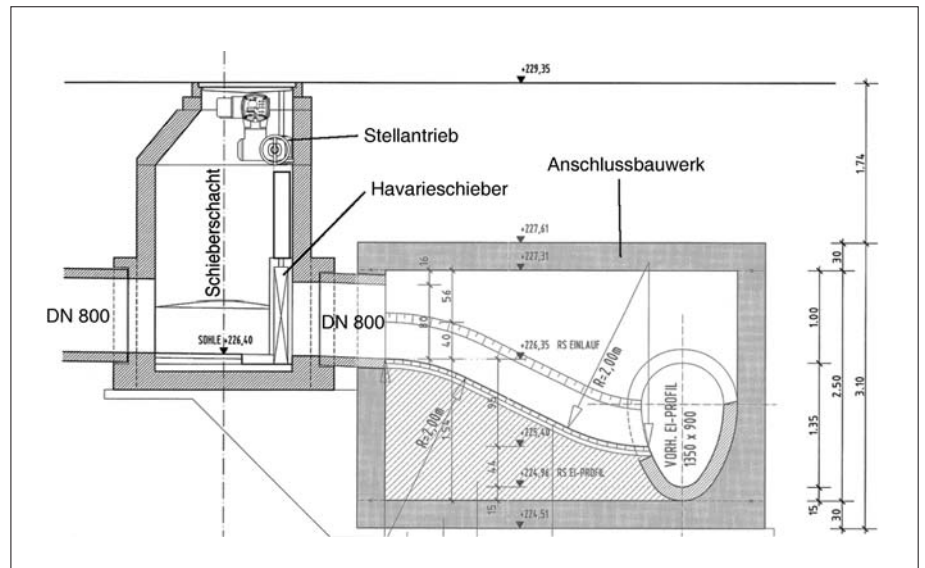 +229,35
Stellantrieb
Anschlussbauwerk
Havarieschieber
Schieberschacht
1,74
+227,61
+227,31
30
16
56
80
40
DN 800
DN 800
SOHLE +226,40
+226,35 RS EINLAUF
1,00
2,50
3,10
R=2,00m
R=2,00m
95
1,54
+225,40
VORH. EI-PROFIL
1350 x 900
1,35
44
+224,96 RS EI-PROFIL
15
15
30
+224,51